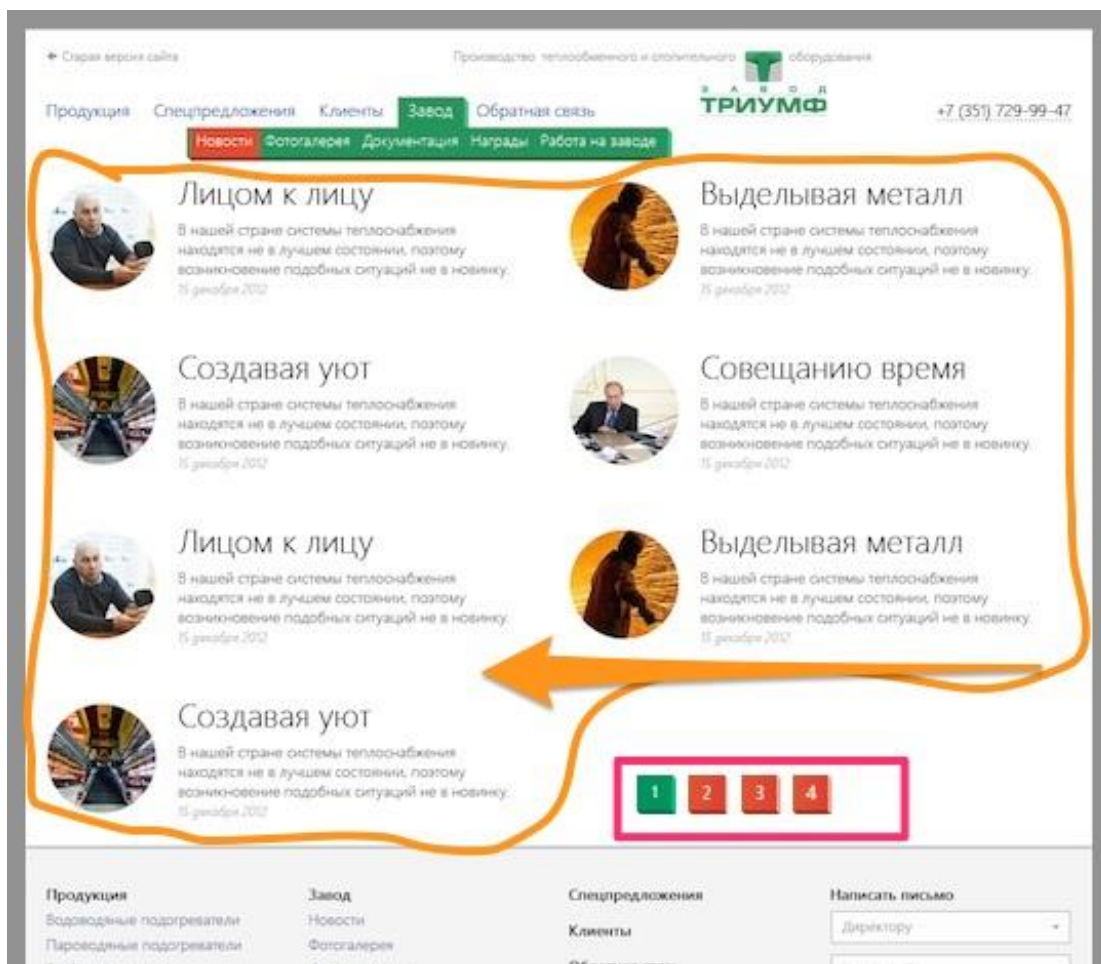 Старая версия сайта
Производство теплообменного и отопительного оборудования
ЗАВОД
ТРИУМФ
Продукция Спецпредложения Клиенты Завод Обратная связь
+7 (351) 729-99-47
Новости Фотогалерея Документация Награды Работа на заводе
Лицом к лицу
В нашей стране системы теплоснабжения
находятся не в лучшем состоянии, поэтому
возникновение подобных ситуаций не в новинку.
15 декабря 2012
Выделывая металл
В нашей стране системы теплоснабжения
находятся не в лучшем состоянии, поэтому
возникновение подобных ситуаций не в новинку.
15 декабря 2012
Создавая уют
В нашей стране системы теплоснабжения
находятся не в лучшем состоянии, поэтому
возникновение подобных ситуаций не в новинку.
15 декабря 2012
Совещанию время
В нашей стране системы теплоснабжения
находятся не в лучшем состоянии, поэтому
возникновение подобных ситуаций не в новинку.
15 декабря 2012
Лицом к лицу
В нашей стране системы теплоснабжения
находятся не в лучшем состоянии, поэтому
возникновение подобных ситуаций не в новинку.
15 декабря 2012
Выделывая металл
В нашей стране системы теплоснабжения
находятся не в лучшем состоянии, поэтому
возникновение подобных ситуаций не в новинку.
15 декабря 2012
Создавая уют
В нашей стране системы теплоснабжения
находятся не в лучшем состоянии, поэтому
возникновение подобных ситуаций не в новинку.
15 декабря 2012
1 2 3 4
Продукция
Водоводяные подогреватели
Пароводяные подогреватели
Завод
Новости
Фотогалерея
Спецпредложения
Клиенты
Написать письмо
Директору